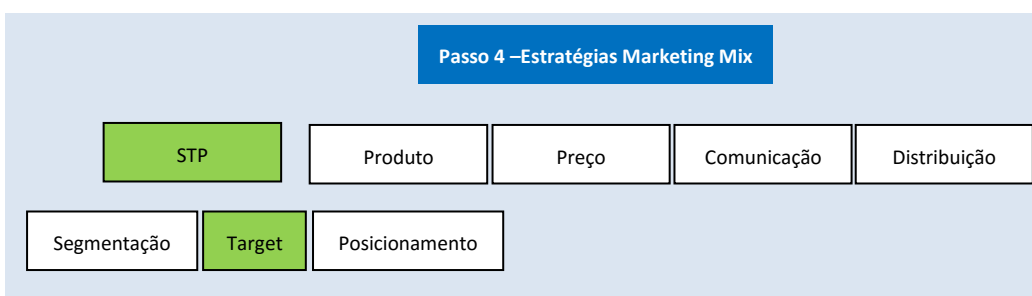 Passo 4 –Estratégias Marketing Mix
STP Produto Preço Comunicação Distribuição
Segmentação Target Posicionamento